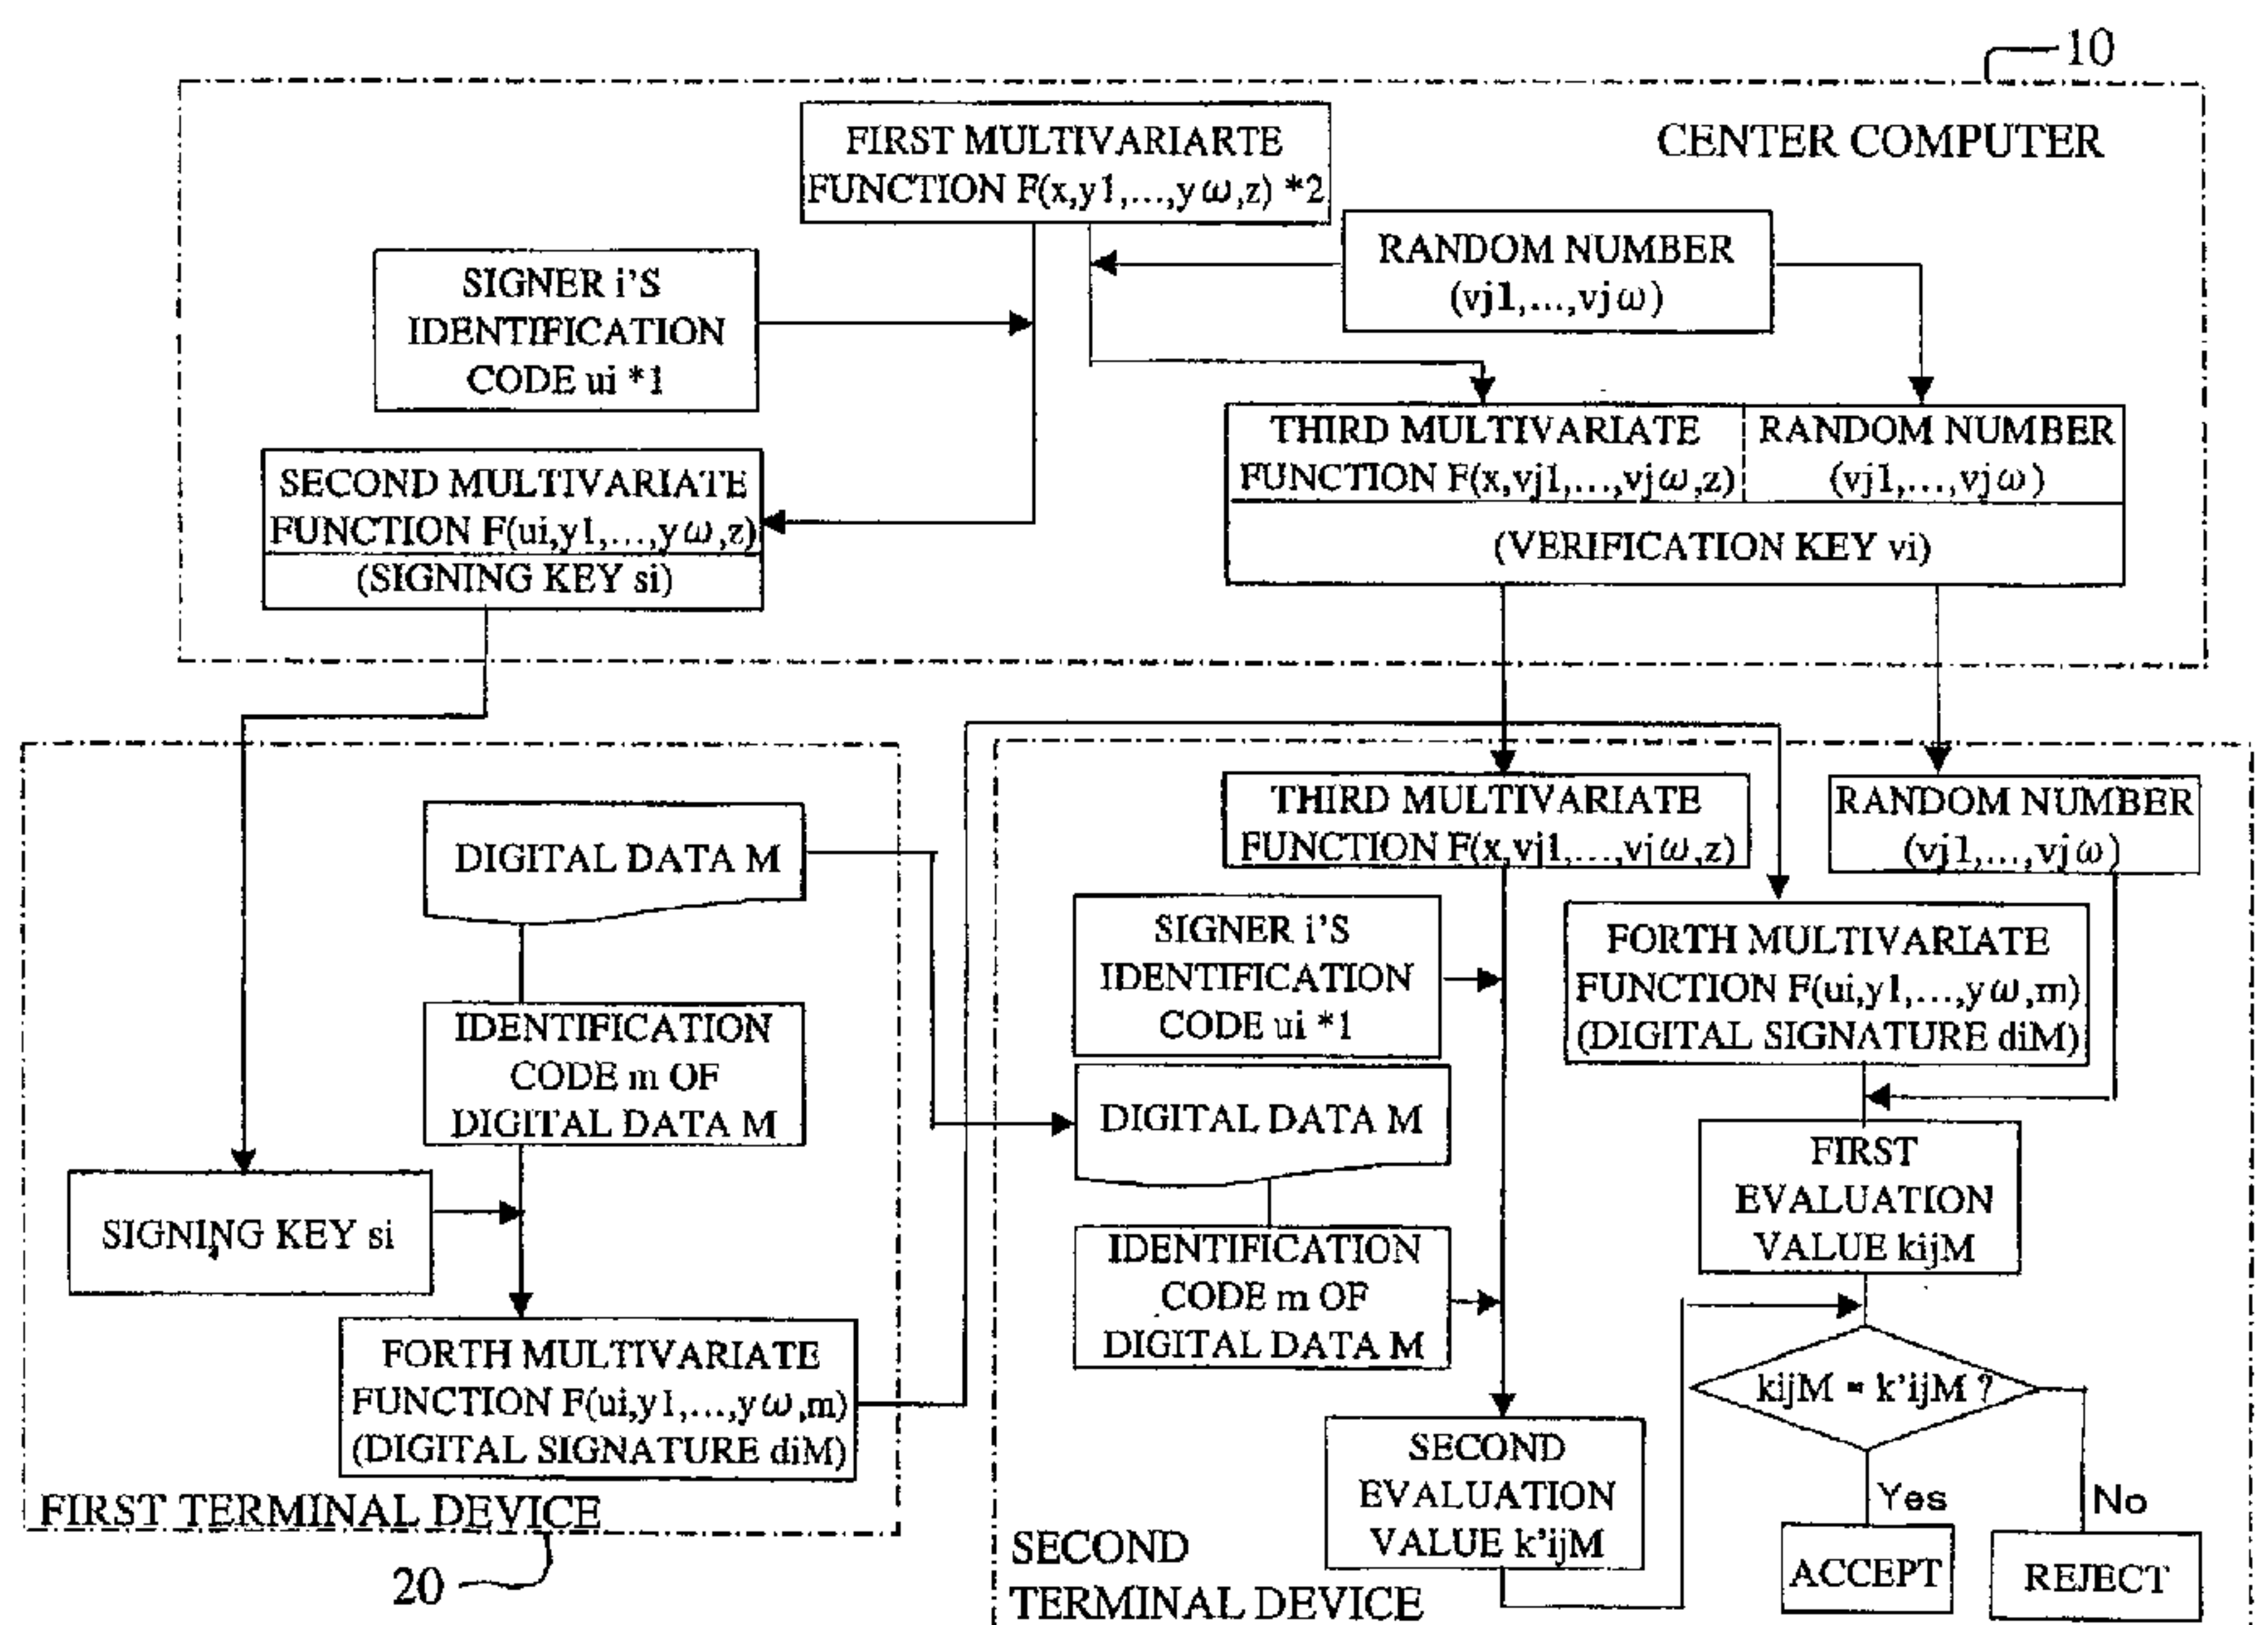 10
CENTER COMPUTER
FIRST MULTIVARIARTE
FUNCTION F(x,y1,...,yω,z) *2
RANDOM NUMBER
(vj1,...,vjω)
SIGNER i'S
IDENTIFICATION
CODE ui *1
THIRD MULTIVARIATE
FUNCTION F(x,vj1,...,vjω,z)
RANDOM NUMBER
(vj1,...,vjω)
(VERIFICATION KEY vi)
SECOND MULTIVARIATE
FUNCTION F(ui,y1,...,yω,z)
(SIGNING KEY si)
DIGITAL DATA M
IDENTIFICATION
CODE m OF
DIGITAL DATA M
SIGNING KEY si
FORTH MULTIVARIATE
FUNCTION F(ui,y1,...,yω,m)
(DIGITAL SIGNATURE diM)
FIRST TERMINAL DEVICE
20
THIRD MULTIVARIATE
FUNCTION F(x,vj1,...,vjω,z)
RANDOM NUMBER
(vj1,...,vjω)
SIGNER i'S
IDENTIFICATION
CODE ui *1
FORTH MULTIVARIATE
FUNCTION F(ui,y1,...,yω,m)
(DIGITAL SIGNATURE diM)
DIGITAL DATA M
IDENTIFICATION
CODE m OF
DIGITAL DATA M
FIRST
EVALUATION
VALUE kijM
kijM = k'ijM ?
SECOND
EVALUATION
VALUE k'ijM
Yes
No
ACCEPT
REJECT
SECOND
TERMINAL DEVICE